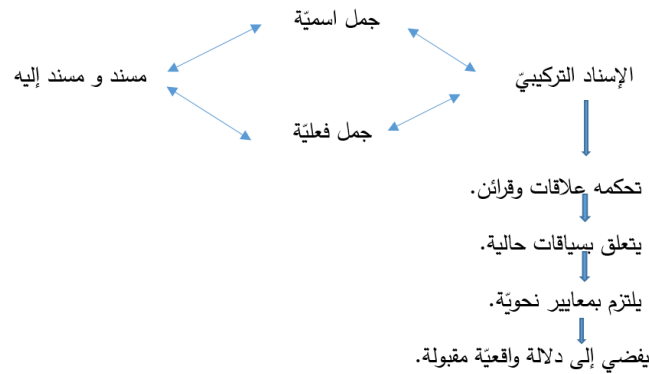 جمل اسميّة
الإسناد التركيبيّ
مسند و مسند إليه
جمل فعليّة
تحكمه علاقات وقرائن.
يتعلق بسياقات حالية.
يلتزم بمعايير نحويّة.
يفضي إلى دلالة واقعيّة مقبولة.